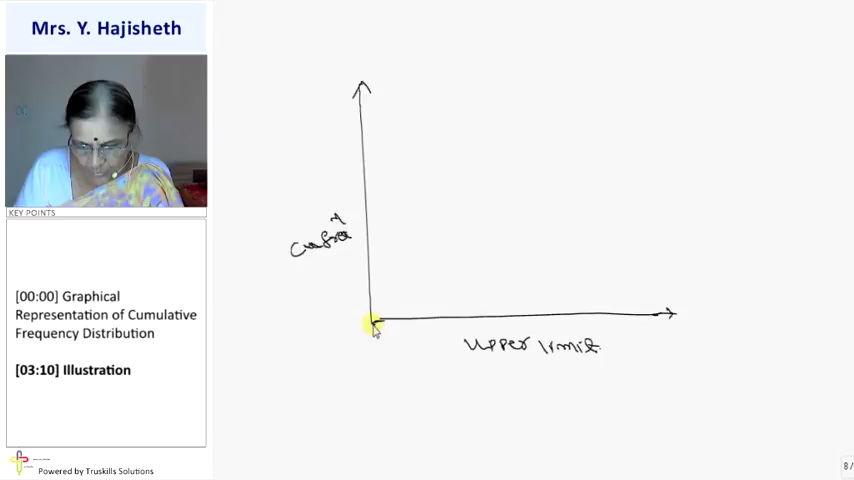 Mrs. Y. Hajisheth
KEY POINTS
[00:00] Graphical
Representation of Cumulative
Frequency Distribution
[03:10] Illustration
Upper limit
Powered by Truskills Solutions
8/